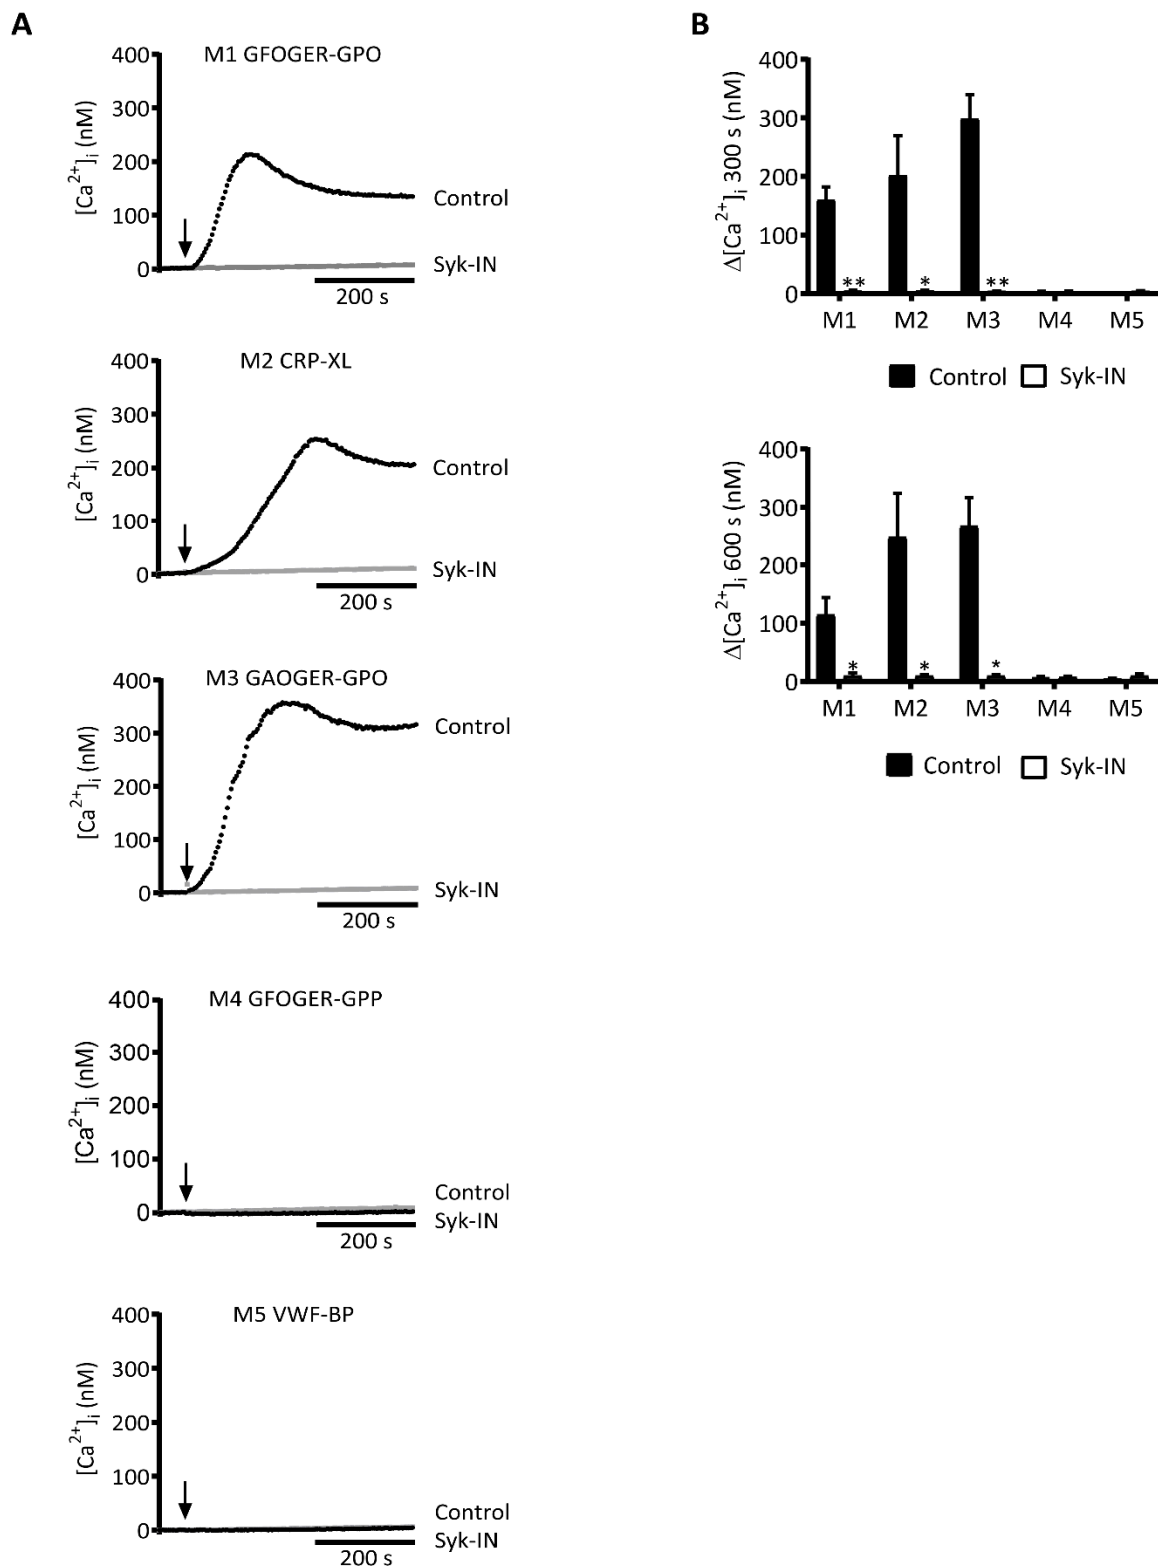 A
M1 GFOGER-GPO
[Ca²⁺]ᵢ (nM)
400
300
200
100
0
Control
Syk-IN
200 s
M2 CRP-XL
[Ca²⁺]ᵢ (nM)
400
300
200
100
0
Control
Syk-IN
200 s
M3 GAOGER-GPO
[Ca²⁺]ᵢ (nM)
400
300
200
100
0
Control
Syk-IN
200 s
M4 GFOGER-GPP
[Ca²⁺]ᵢ (nM)
400
300
200
100
0
Control
Syk-IN
200 s
M5 VWF-BP
[Ca²⁺]ᵢ (nM)
400
300
200
100
0
Control
Syk-IN
200 s
B
Δ[Ca²⁺]ᵢ 300 s (nM)
400
300
200
100
0
** * **
M1 M2 M3 M4 M5
Control Syk-IN
Δ[Ca²⁺]ᵢ 600 s (nM)
400
300
200
100
0
* * *
M1 M2 M3 M4 M5
Control Syk-IN